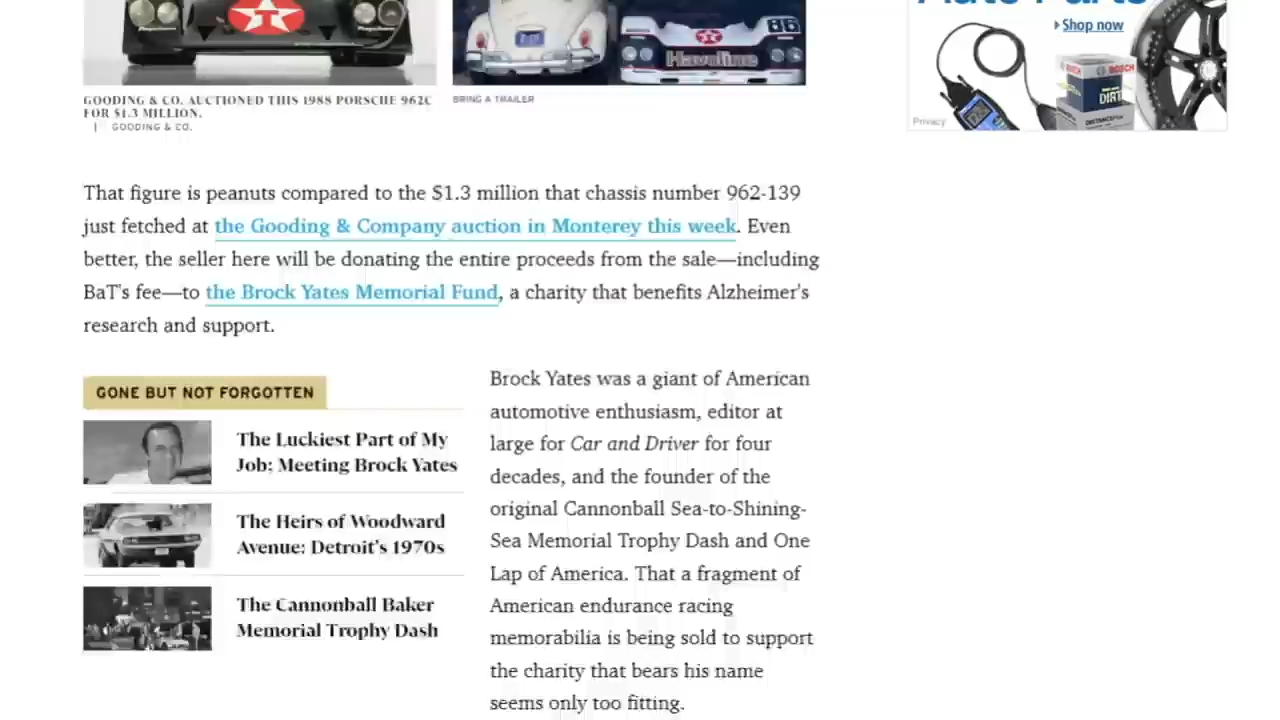 Havoline
Auto Parts
Shop now
BOSCH
BOSCH
DIRT
DISTANCE
Privacy
GOODING & CO. AUCTIONED THIS 1988 PORSCHE 962C
FOR $1.3 MILLION.
| GOODING & CO.
BRING A TRAILER
That figure is peanuts compared to the $1.3 million that chassis number 962-139
just fetched at the Gooding & Company auction in Monterey this week. Even
better, the seller here will be donating the entire proceeds from the sale—including
BaT's fee—to the Brock Yates Memorial Fund, a charity that benefits Alzheimer's
research and support.
GONE BUT NOT FORGOTTEN
The Luckiest Part of My
Job: Meeting Brock Yates
The Heirs of Woodward
Avenue: Detroit's 1970s
The Cannonball Baker
Memorial Trophy Dash
Brock Yates was a giant of American
automotive enthusiasm, editor at
large for Car and Driver for four
decades, and the founder of the
original Cannonball Sea-to-Shining-
Sea Memorial Trophy Dash and One
Lap of America. That a fragment of
American endurance racing
memorabilia is being sold to support
the charity that bears his name
seems only too fitting.